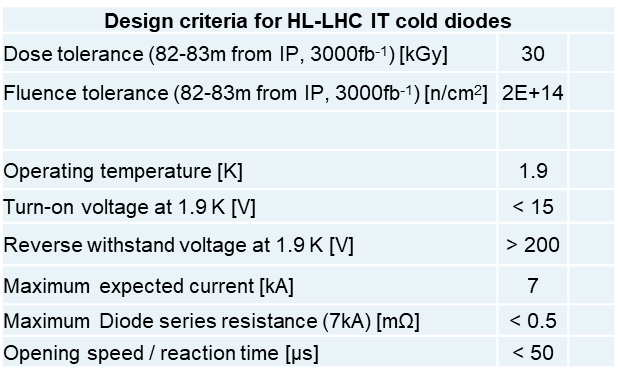 Design criteria for HL-LHC IT cold diodes
Dose tolerance (82-83m from IP, 3000fb⁻¹) [kGy] 30
Fluence tolerance (82-83m from IP, 3000fb⁻¹) [n/cm²] 2E+14
Operating temperature [K] 1.9
Turn-on voltage at 1.9 K [V] < 15
Reverse withstand voltage at 1.9 K [V] > 200
Maximum expected current [kA] 7
Maximum Diode series resistance (7kA) [mΩ] < 0.5
Opening speed / reaction time [µs] < 50